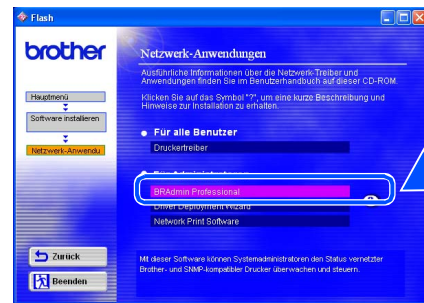 Flash
brother
Netzwerk-Anwendungen
Ausführliche Informationen über die Netzwerk-Treiber und
Anwendungen finden Sie im Benutzerhandbuch auf dieser CD-ROM.
Klicken Sie auf das Symbol "?", um eine kurze Beschreibung und
Hinweise zur Installation zu erhalten.
Hauptmenü
Software installieren
Netzwerk-Anwendu
Für alle Benutzer
Druckertreiber
BRAdmin Professional
Driver Deployment Wizard
Network Print Software
Zurück
Beenden
Mit dieser Software können Systemadministratoren den Status vernetzter
Brother- und SNMP-kompatibler Drucker überwachen und steuern.